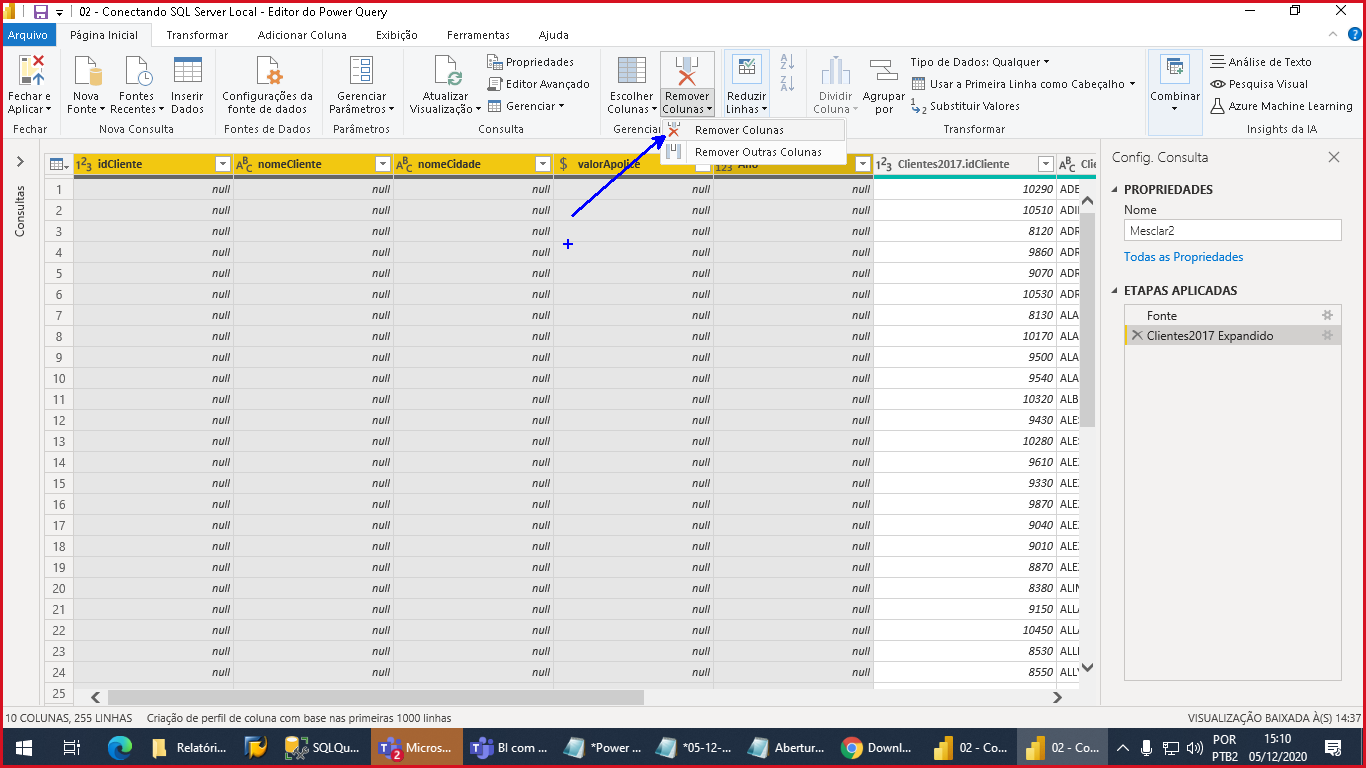 02 - Conectando SQL Server Local - Editor do Power Query
Arquivo Página Inicial Transformar Adicionar Coluna Exibição Ferramentas Ajuda
Fechar e Aplicar
Fechar
Nova Fonte Fontes Recentes Inserir Dados
Nova Consulta
Configurações da fonte de dados
Fontes de Dados
Gerenciar Parâmetros
Parâmetros
Atualizar Visualização
Propriedades
Editor Avançado
Gerenciar
Consulta
Escolher Colunas Remover Colunas
Gerenciar
Remover Colunas
Remover Outras Colunas
Reduzir Linhas
Dividir Coluna Agrupar por
Tipo de Dados: Qualquer
Usar a Primeira Linha como Cabeçalho
Substituir Valores
Transformar
Combinar
Análise de Texto
Pesquisa Visual
Azure Machine Learning
Insights da IA
Consultas
idCliente nomeCliente nomeCidade valorApolice Ano Clientes2017.idCliente Clie
1 null null null null null 10290 ADE
2 null null null null null 10510 ADII
3 null null null null null 8120 ADR
4 null null null null null 9860 ADR
5 null null null null null 9070 ADR
6 null null null null null 10530 ADR
7 null null null null null 8130 ALA
8 null null null null null 10170 ALA
9 null null null null null 9500 ALA
10 null null null null null 9540 ALA
11 null null null null null 10320 ALB
12 null null null null null 9430 ALE
13 null null null null null 10280 ALE
14 null null null null null 9610 ALE
15 null null null null null 9330 ALE
16 null null null null null 9870 ALE
17 null null null null null 9040 ALE
18 null null null null null 9010 ALE
19 null null null null null 8870 ALE
20 null null null null null 8380 ALI
21 null null null null null 9150 ALL
22 null null null null null 10450 ALL
23 null null null null null 8530 ALL
24 null null null null null 8550 ALL
25
Config. Consulta
PROPRIEDADES
Nome
Mesclar2
Todas as Propriedades
ETAPAS APLICADAS
Fonte
Clientes2017 Expandido
10 COLUNAS, 255 LINHAS Criação de perfil de coluna com base nas primeiras 1000 linhas VISUALIZAÇÃO BAIXADA À(S) 14:37
Relatóri... SQLQu... 2 Micros... BI com ... *Power ... *05-12-... Abertur... Downl... 02 - Co... 02 - Co...
POR
PTB2
15:10
05/12/2020